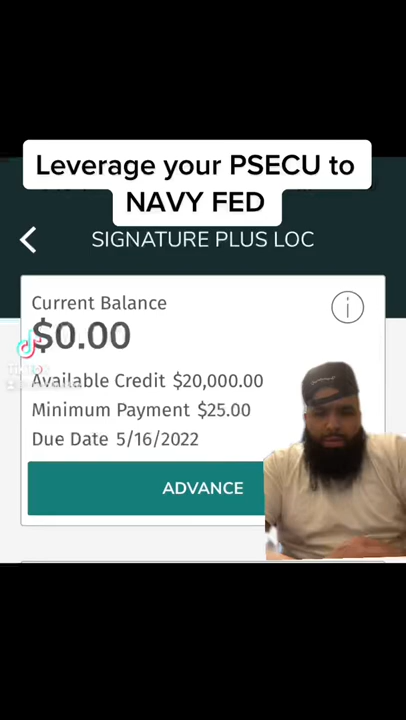 Leverage your PSECU to
NAVY FED
SIGNATURE PLUS LOC
Current Balance
$0.00
Available Credit $20,000.00
Minimum Payment $25.00
Due Date 5/16/2022
ADVANCE